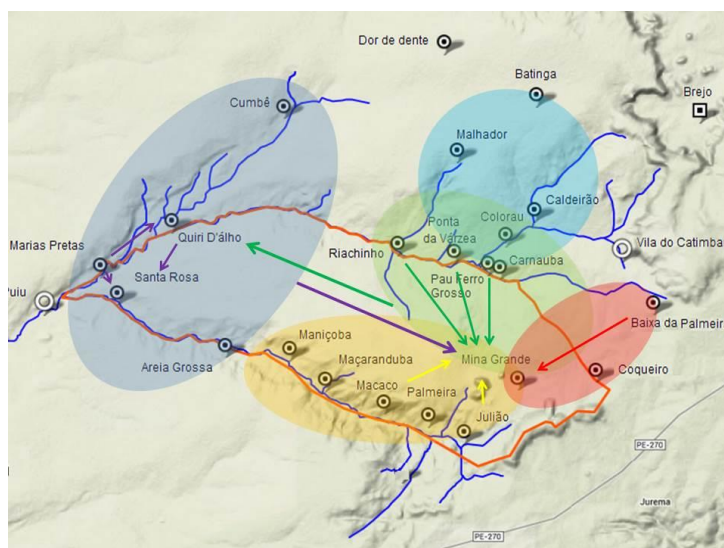 Dor de dente
Batinga
Brejo
Cumbê
Malhador
Caldeirão
Colorau
Ponta
da Várzea
Quiri D'álho
Marias Pretas
Riachinho
Vila do Catimba
Carnauba
Pau Ferro
Grosso
Santa Rosa
Puiu
Baixa da Palmeir
Maniçoba
Maçaranduba
Mina Grande
Areia Grossa
Macaco
Palmeira
Coqueiro
Julião
PE-270
Jurema
PE-270